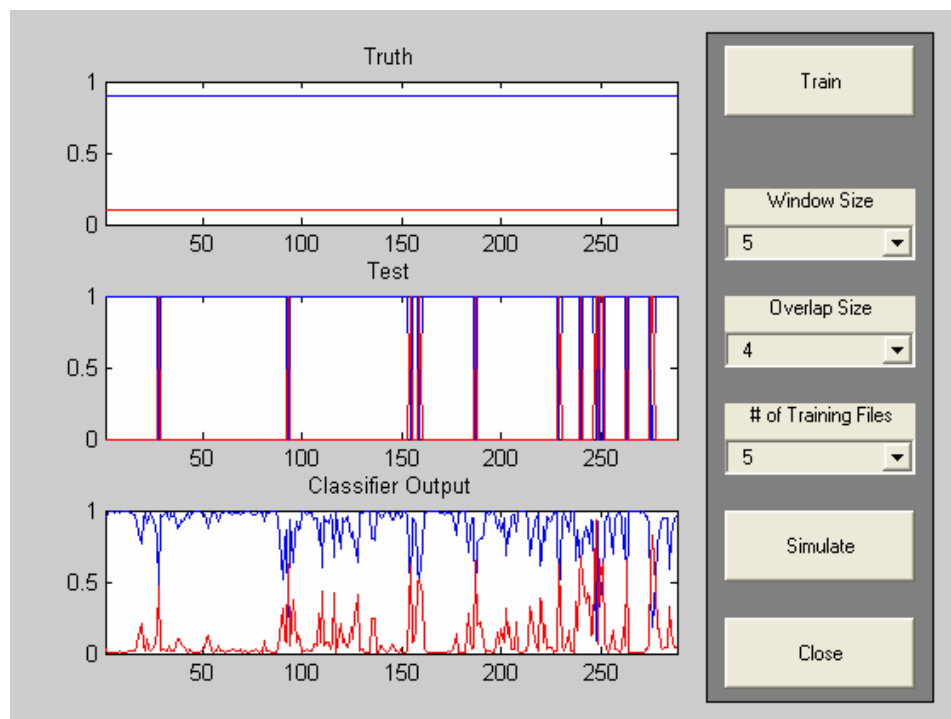 Truth
1
0.5
0
50 100 150 200 250
Test
1
0.5
0
50 100 150 200 250
Classifier Output
1
0.5
0
50 100 150 200 250
Train
Window Size
5
Overlap Size
4
# of Training Files
5
Simulate
Close